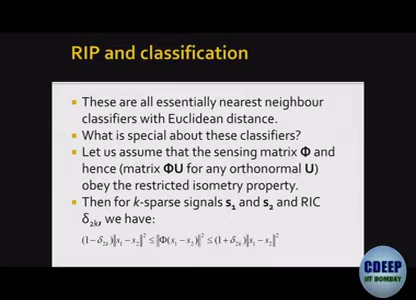 RIP and classification
These are all essentially nearest neighbour
classifiers with Euclidean distance.
What is special about these classifiers?
Let us assume that the sensing matrix Φ and
hence (matrix ΦU for any orthonormal U)
obey the restricted isometry property.
Then for k-sparse signals s₁ and s₂ and RIC
δ₂ₖ, we have:
(1−δ₂ₖ)‖s₁−s₂‖² ≤ ‖Φ(s₁−s₂)‖² ≤ (1+δ₂ₖ)‖s₁−s₂‖²
CDEEP
IIT BOMBAY